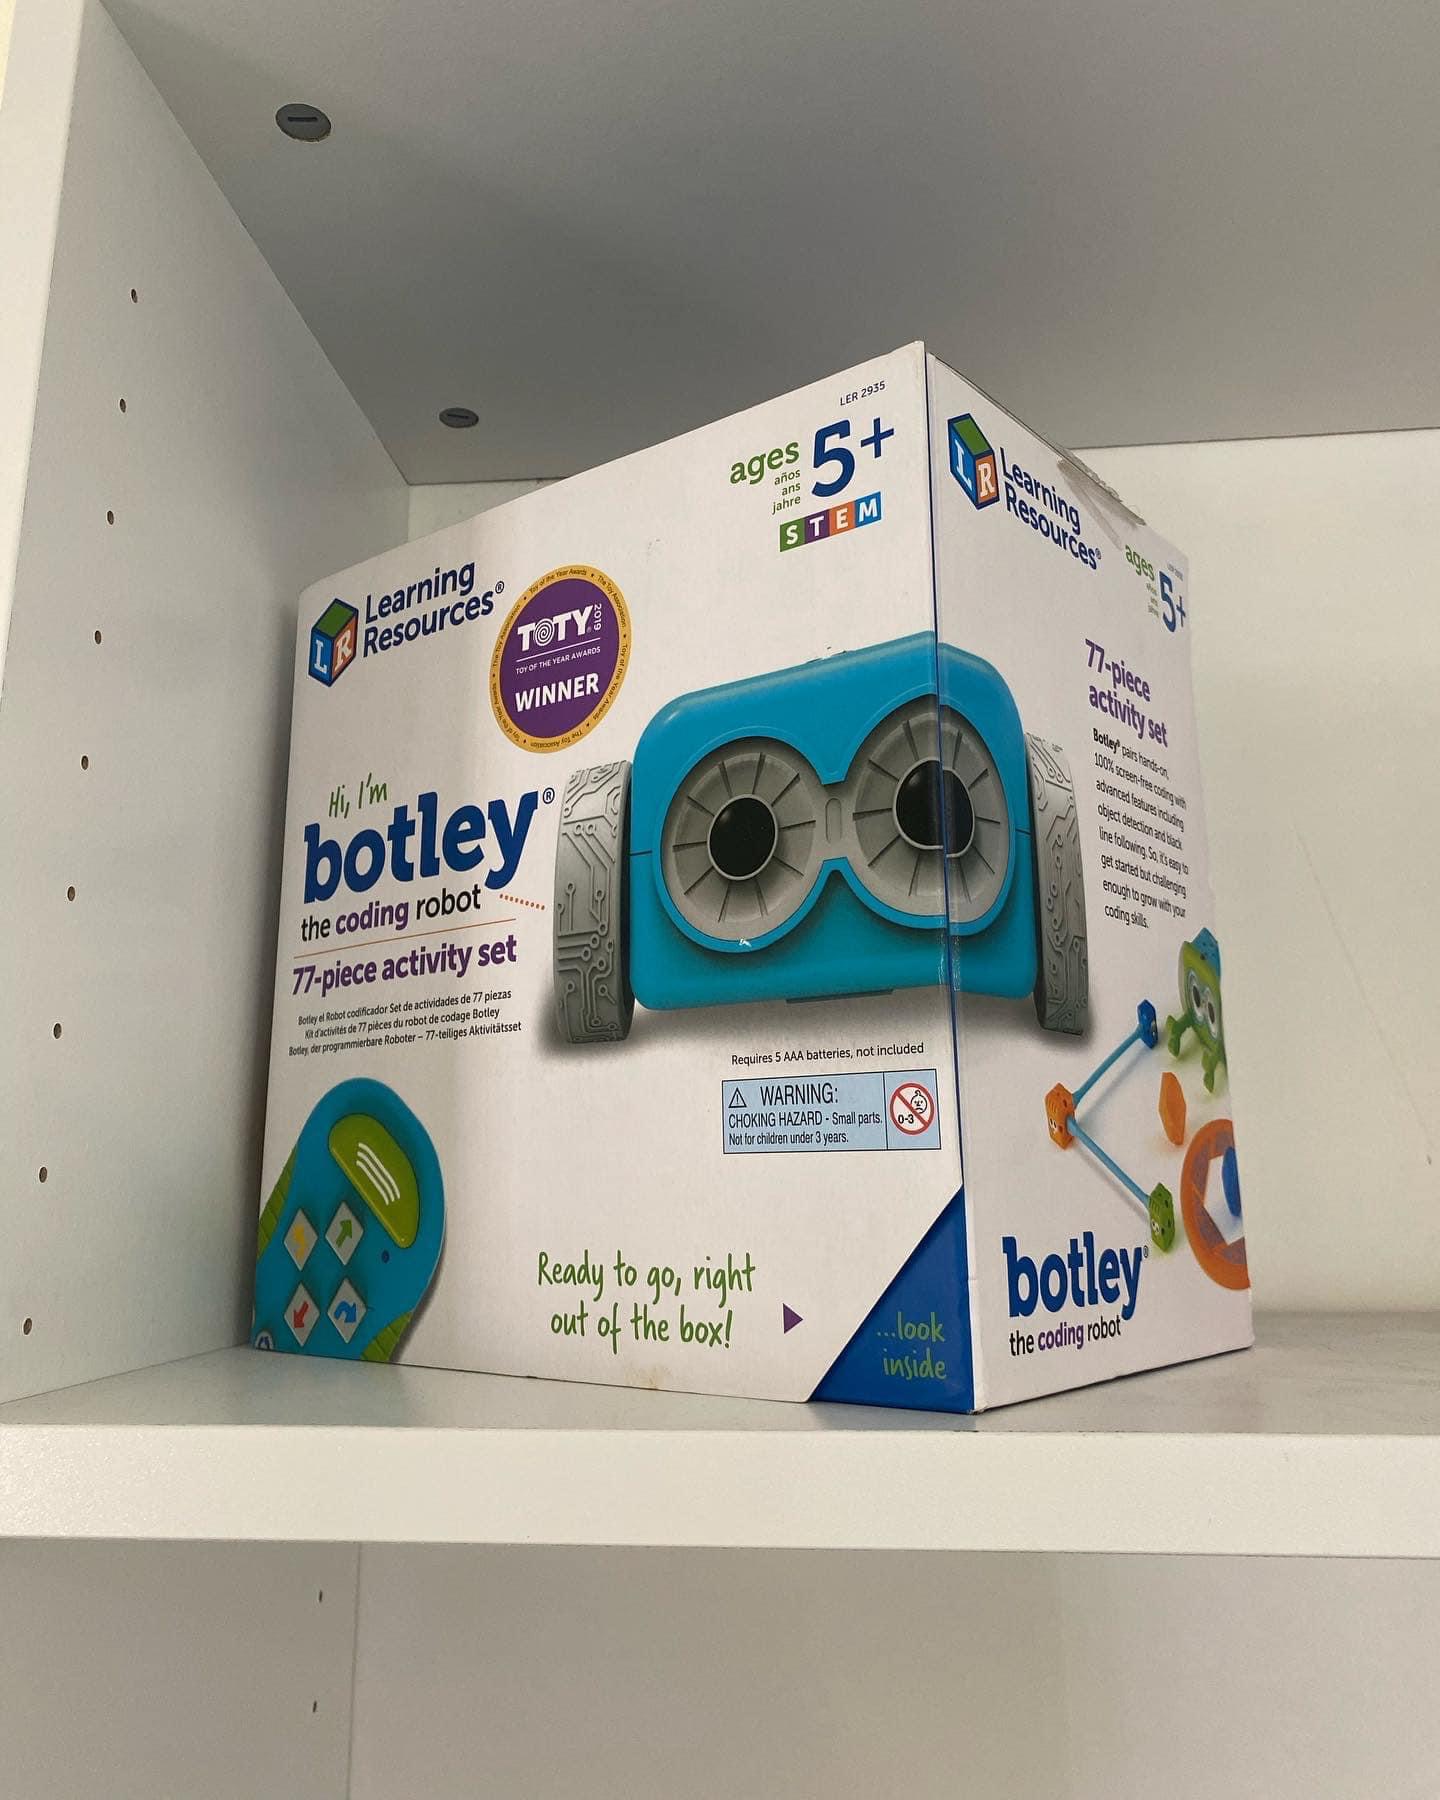 LER 2935
ages 5+
años
ans
jahre
STEM
LR Learning
Resources®
TOTY 2019
TOY OF THE YEAR AWARDS
WINNER
Hi, I'm
botley®
the coding robot
77-piece activity set
Botley el Robot codificador Set de actividades de 77 piezas
Kit d'activités de 77 pièces du robot de codage Botley
Botley, der programmierbare Roboter – 77-teiliges Aktivitätsset
Requires 5 AAA batteries, not included
WARNING:
CHOKING HAZARD - Small parts.
Not for children under 3 years.
0-3
Ready to go, right
out of the box!
...look
inside
LR Learning
Resources®
ages 5+
77-piece
activity set
Botley® pairs hands-on,
100% screen-free coding with
advanced features including
object detection and black
line following. So, it's easy to
get started but challenging
enough to grow with your
coding skills.
botley®
the coding robot